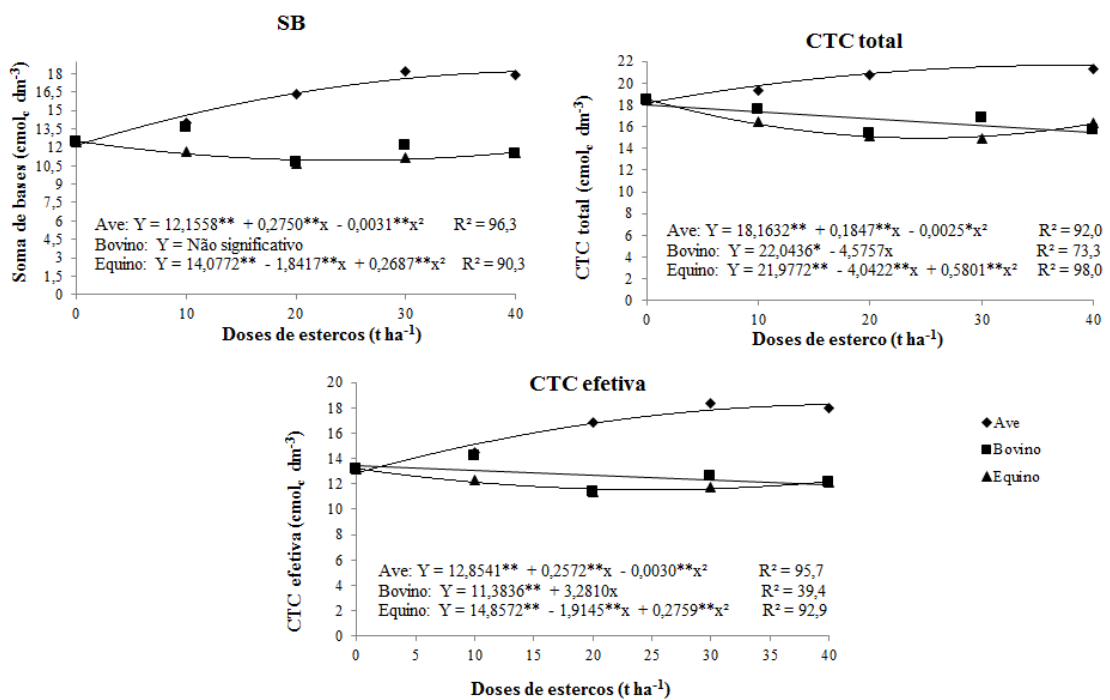 SB
Soma de bases (cmolc dm-3)
18
16,5
15
13,5
12
10,5
9
7,5
6
4,5
3
1,5
0
Ave: Y = 12,1558** + 0,2750**x - 0,0031**x² R² = 96,3
Bovino: Y = Não significativo
Equino: Y = 14,0772** - 1,8417**x + 0,2687**x² R² = 90,3
0 10 20 30 40
Doses de estercos (t ha-1)
CTC total
CTC total (cmolc dm-3)
22
20
18
16
14
12
10
8
6
4
2
0
Ave: Y = 18,1632** + 0,1847**x - 0,0025*x² R² = 92,0
Bovino: Y = 22,0436* - 4,5757x R² = 73,3
Equino: Y = 21,9772** - 4,0422**x + 0,5801**x² R² = 98,0
0 10 20 30 40
Doses de esterco (t ha-1)
CTC efetiva
CTC efetiva (cmolc dm-3)
20
18
16
14
12
10
8
6
4
2
0
Ave: Y = 12,8541** + 0,2572**x - 0,0030**x² R² = 95,7
Bovino: Y = 11,3836** + 3,2810x R² = 39,4
Equino: Y = 14,8572** - 1,9145**x + 0,2759**x² R² = 92,9
0 10 20 30 40
Doses de estercos (t ha-1)
Ave
Bovino
Equino